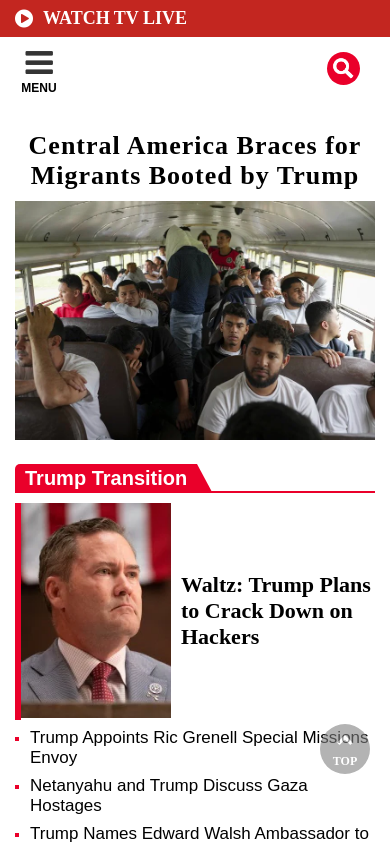 WATCH TV LIVE
MENU
Central America Braces for
Migrants Booted by Trump
Trump Transition
Waltz: Trump Plans
to Crack Down on
Hackers
Trump Appoints Ric Grenell Special Missions
Envoy
TOP
Netanyahu and Trump Discuss Gaza
Hostages
Trump Names Edward Walsh Ambassador to